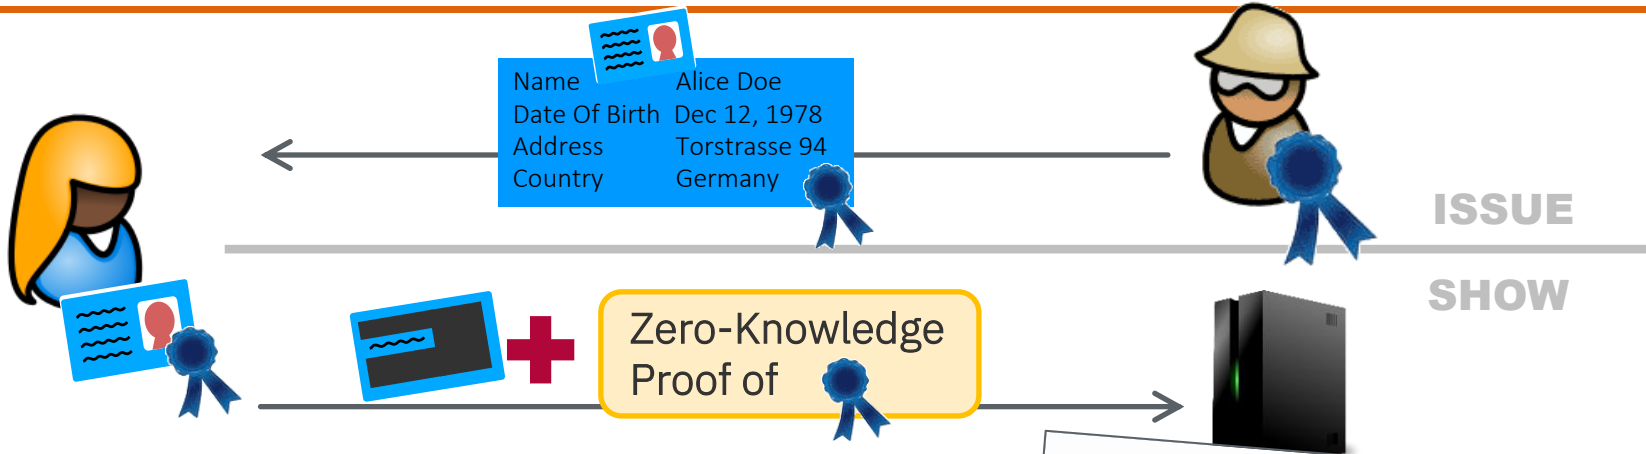 Name Alice Doe
Date Of Birth Dec 12, 1978
Address Torstrasse 94
Country Germany
ISSUE
SHOW
Zero-Knowledge
Proof of